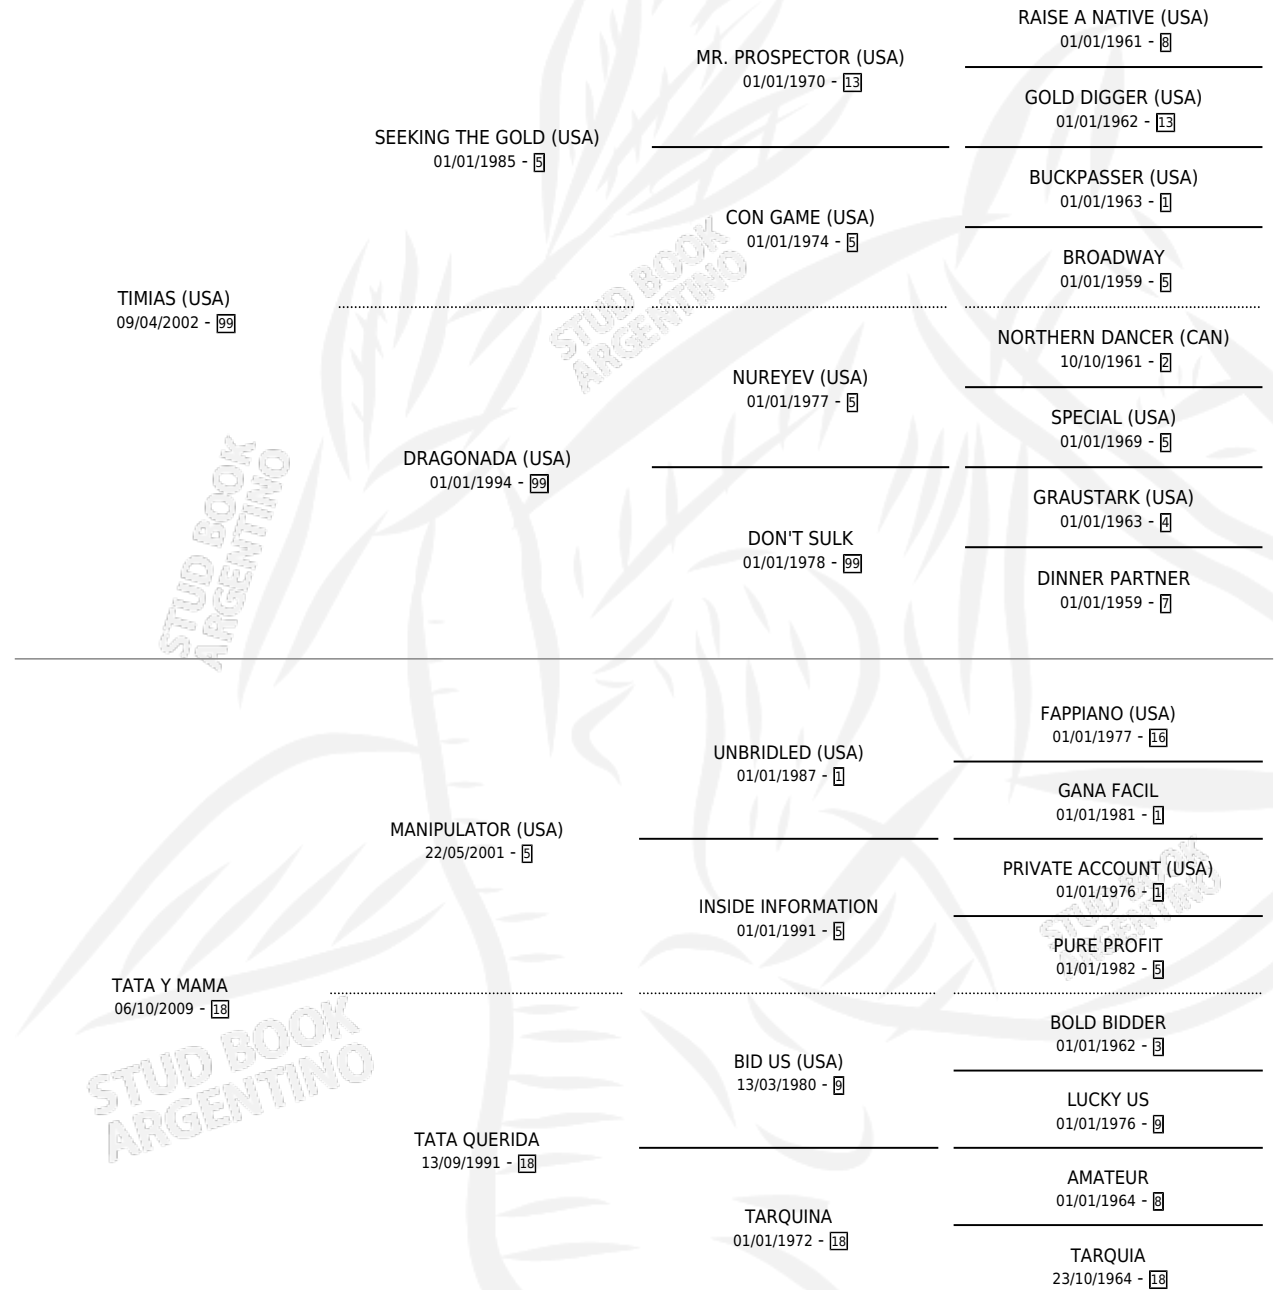 RAISE A NATIVE (USA)
01/01/1961 - 8
MR. PROSPECTOR (USA)
01/01/1970 - 13
GOLD DIGGER (USA)
01/01/1962 - 13
SEEKING THE GOLD (USA)
01/01/1985 - 5
BUCKPASSER (USA)
01/01/1963 - 1
CON GAME (USA)
01/01/1974 - 5
BROADWAY
01/01/1959 - 5
TIMIAS (USA)
09/04/2002 - 99
NORTHERN DANCER (CAN)
10/10/1961 - 2
NUREYEV (USA)
01/01/1977 - 5
SPECIAL (USA)
01/01/1969 - 5
DRAGONADA (USA)
01/01/1994 - 99
GRAUSTARK (USA)
01/01/1963 - 4
DON'T SULK
01/01/1978 - 99
DINNER PARTNER
01/01/1959 - 7
FAPPIANO (USA)
01/01/1977 - 16
UNBRIDLED (USA)
01/01/1987 - 1
GANA FACIL
01/01/1981 - 1
MANIPULATOR (USA)
22/05/2001 - 5
PRIVATE ACCOUNT (USA)
01/01/1976 - 1
INSIDE INFORMATION
01/01/1991 - 5
PURE PROFIT
01/01/1982 - 5
TATA Y MAMA
06/10/2009 - 18
BOLD BIDDER
01/01/1962 - 3
BID US (USA)
13/03/1980 - 9
LUCKY US
01/01/1976 - 9
TATA QUERIDA
13/09/1991 - 18
AMATEUR
01/01/1964 - 8
TARQUINA
01/01/1972 - 18
TARQUIA
23/10/1964 - 18
STUD BOOK
ARGENTINO
STUD BOOK
ARGENTINO
STUD BOOK
ARGENTINO
STUD BOOK
ARGENTINO